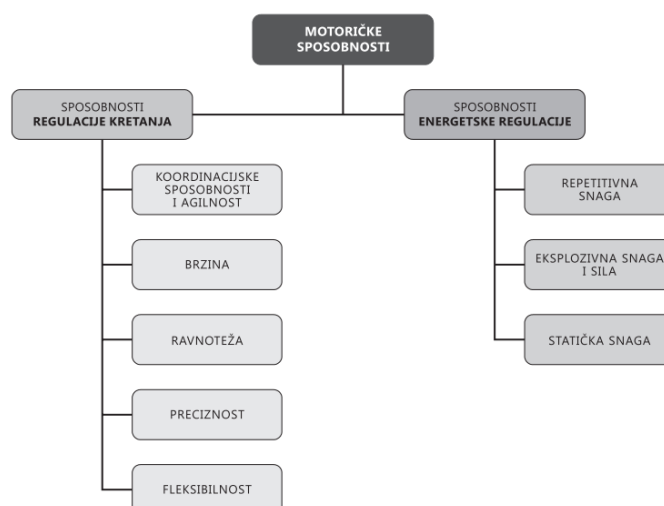 MOTORIČKE
SPOSOBNOSTI
SPOSOBNOSTI
REGULACIJE KRETANJA
SPOSOBNOSTI
ENERGETSKE REGULACIJE
KOORDINACIJSKE
SPOSOBNOSTI
I AGILNOST
BRZINA
RAVNOTEŽA
PRECIZNOST
FLEKSIBILNOST
REPETITIVNA
SNAGA
EKSPLOZIVNA SNAGA
I SILA
STATIČKA SNAGA